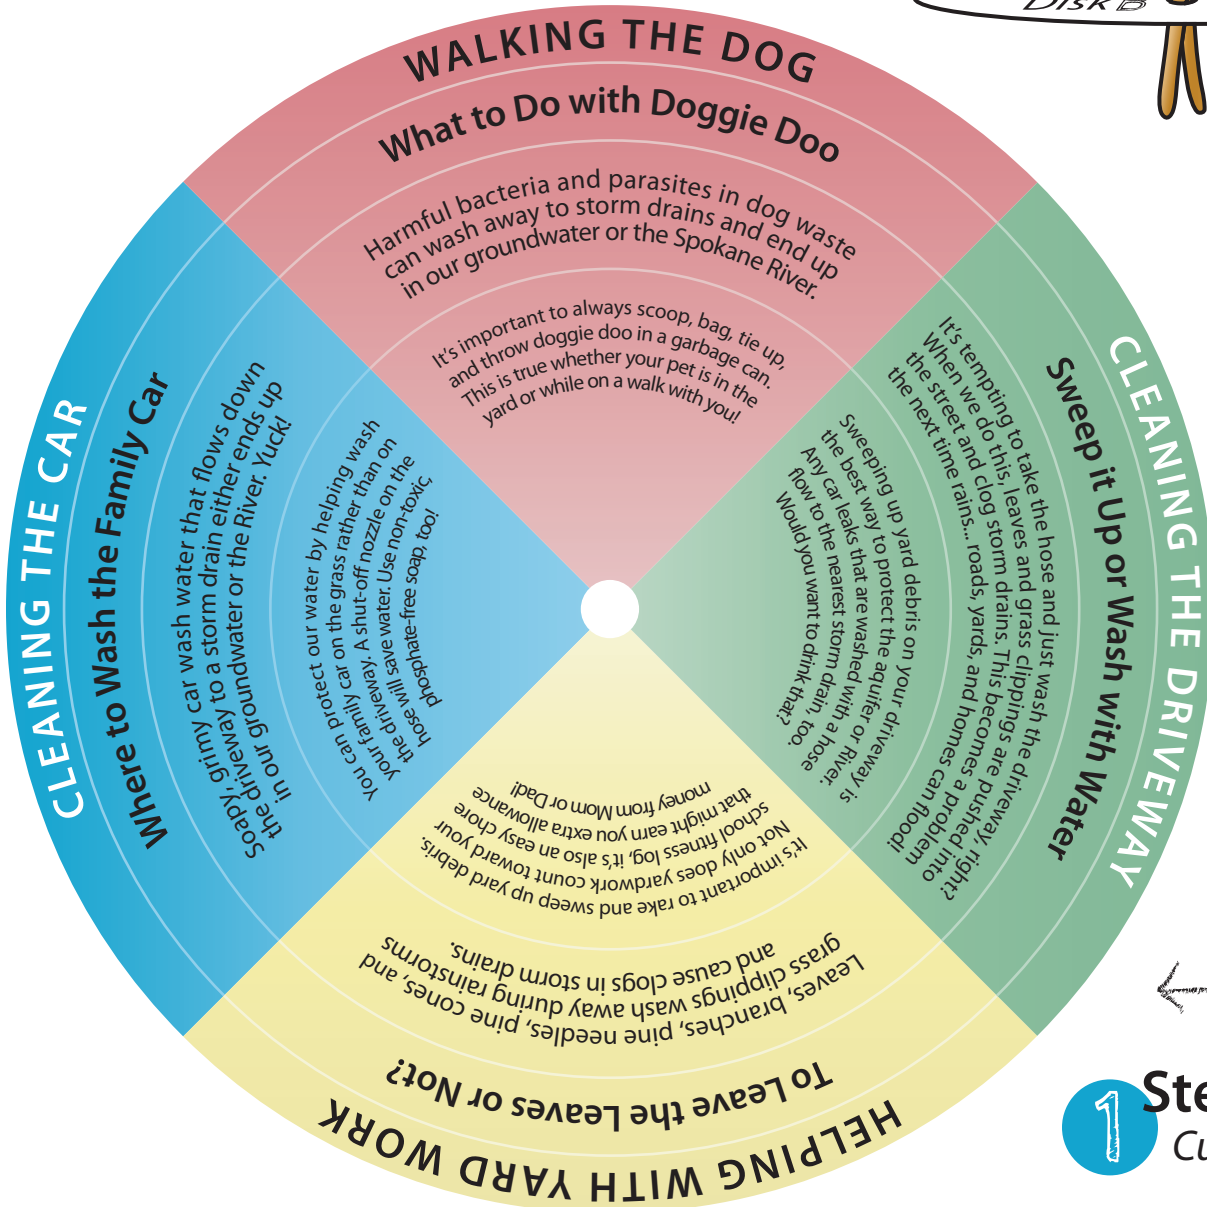 Disk B
WALKING THE DOG
What to Do with Doggie Doo
Harmful bacteria and parasites in dog waste
can wash away to storm drains and end up
in our groundwater or the Spokane River.
It's important to always scoop, bag, tie up,
and throw doggie doo in a garbage can.
This is true whether your pet is in the
yard or while on a walk with you!
CLEANING THE DRIVEWAY
Sweep it Up or Wash with Water
It's tempting to take the hose and just wash the driveway, right?
When we do this, leaves and grass clippings are pushed into
the street and clog storm drains. This becomes a problem
the next time rains... roads, yards, and homes can flood!
Sweeping up yard debris on your driveway is
the best way to protect the aquifer or River.
Any car leaks that are washed with a hose
flow to the nearest storm drain, too.
Would you want to drink that?
HELPING WITH YARD WORK
To Leave the Leaves or Not?
Leaves, branches, pine needles, pine cones, and
grass clippings wash away during rainstorms
and cause clogs in storm drains.
It's important to rake and sweep up yard debris.
Not only does yardwork count toward your
school fitness log, it's also an easy chore
that might earn you extra allowance
money from Mom or Dad!
CLEANING THE CAR
Where to Wash the Family Car
Soapy, grimy car wash water that flows down
the driveway to a storm drain either ends up
in our groundwater or the River. Yuck!
You can protect our water by helping wash
your family car on the grass rather than on
the driveway. A shut-off nozzle on the
hose will save water. Use non-toxic,
phosphate-free soap, too!
1
Ste
Cu